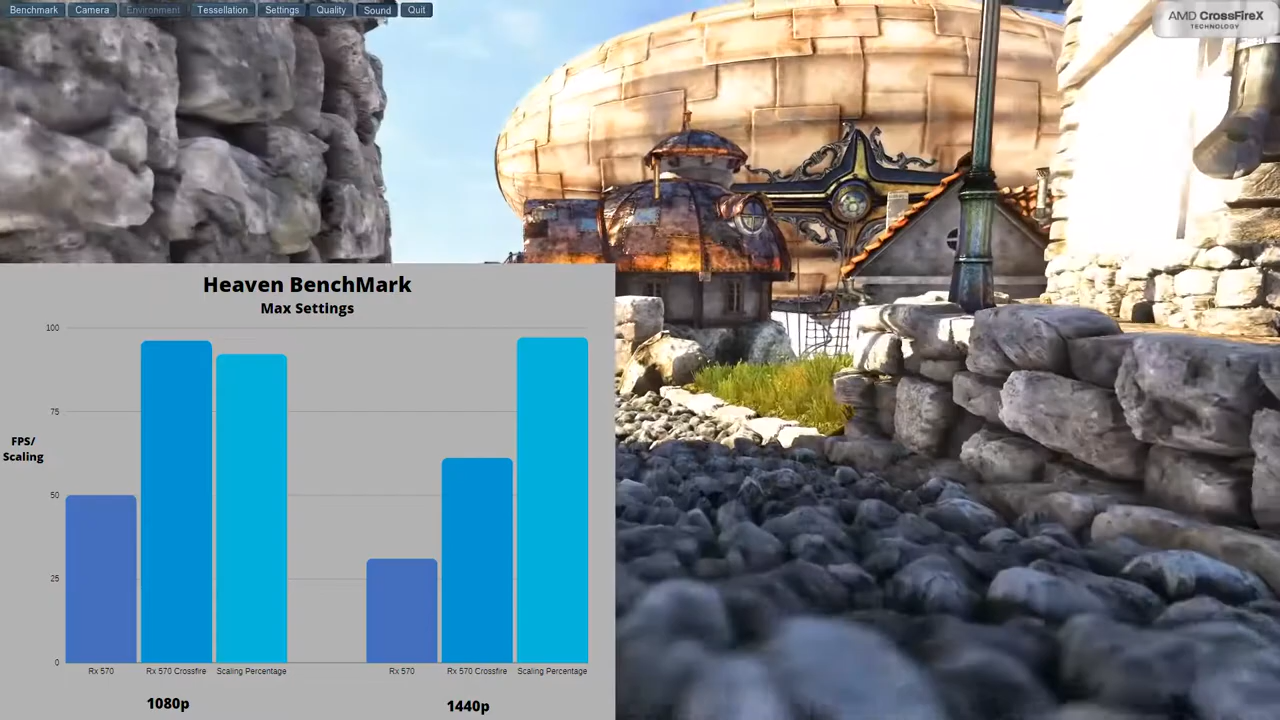 Benchmark Camera Environment Tessellation Settings Quality Sound Quit
AMD CrossFireX
TECHNOLOGY
Heaven BenchMark
Max Settings
100
75
FPS/
Scaling
50
25
0
Rx 570 Rx 570 Crossfire Scaling Percentage Rx 570 Rx 570 Crossfire Scaling Percentage
1080p 1440p